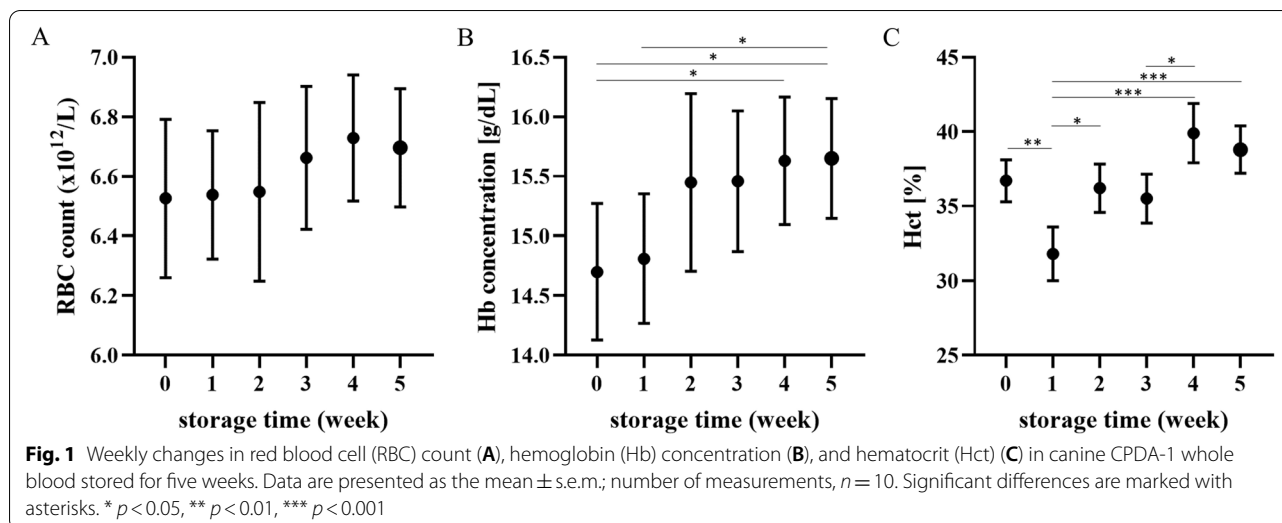 A
RBC count (x10¹²/L)
7.0
6.8
6.6
6.4
6.2
6.0
0 1 2 3 4 5
storage time (week)
B
Hb concentration [g/dL]
16.5
16.0
15.5
15.0
14.5
14.0
*
*
*
0 1 2 3 4 5
storage time (week)
C
Hct [%]
45
40
35
30
25
*
***
***
*
**
0 1 2 3 4 5
storage time (week)
Fig. 1 Weekly changes in red blood cell (RBC) count (A), hemoglobin (Hb) concentration (B), and hematocrit (Hct) (C) in canine CPDA-1 whole
blood stored for five weeks. Data are presented as the mean ± s.e.m.; number of measurements, n = 10. Significant differences are marked with
asterisks. * p < 0.05, ** p < 0.01, *** p < 0.001